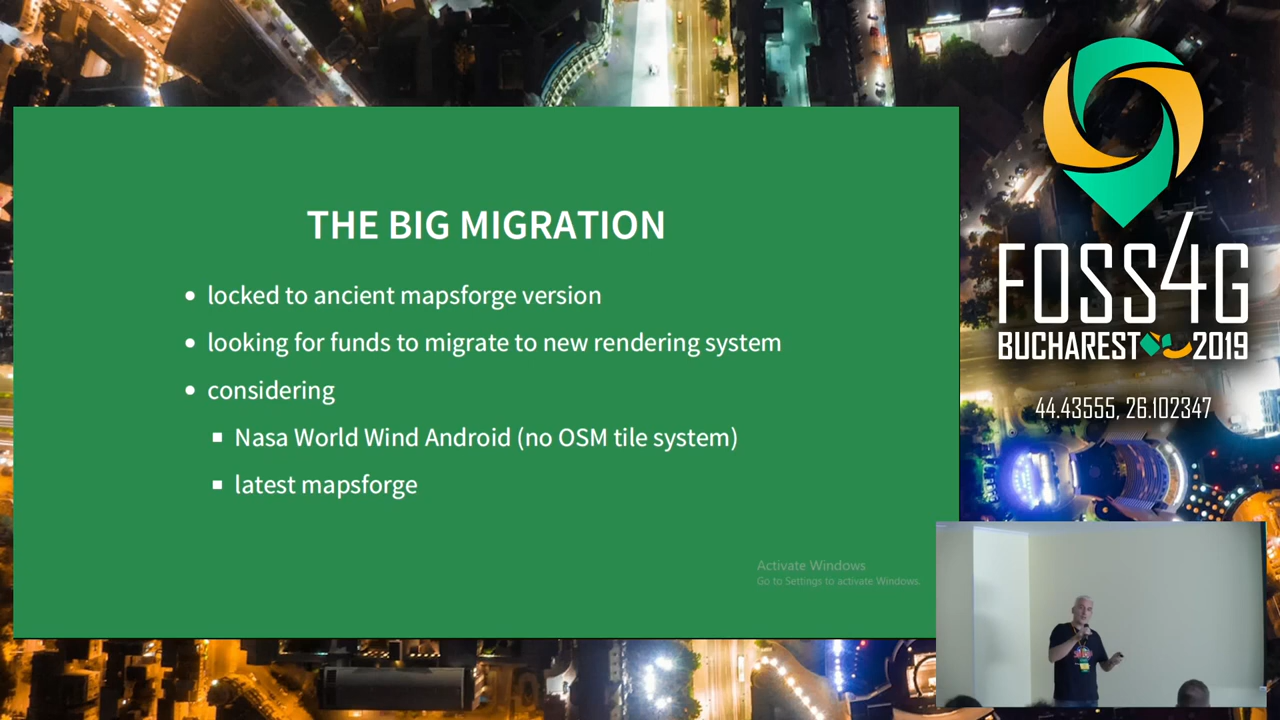 THE BIG MIGRATION
• locked to ancient mapsforge version
• looking for funds to migrate to new rendering system
• considering
▪ Nasa World Wind Android (no OSM tile system)
▪ latest mapsforge
Activate Windows
Go to Settings to activate Windows.
FOSS4G
BUCHAREST 2019
44.43555, 26.102347